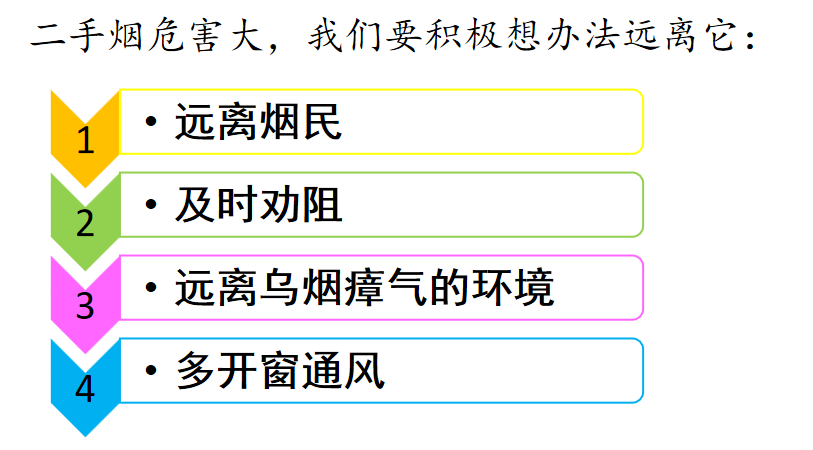 二手烟危害大，我们要积极想办法远离它：
1
• 远离烟民
2
• 及时劝阻
3
• 远离乌烟瘴气的环境
4
• 多开窗通风